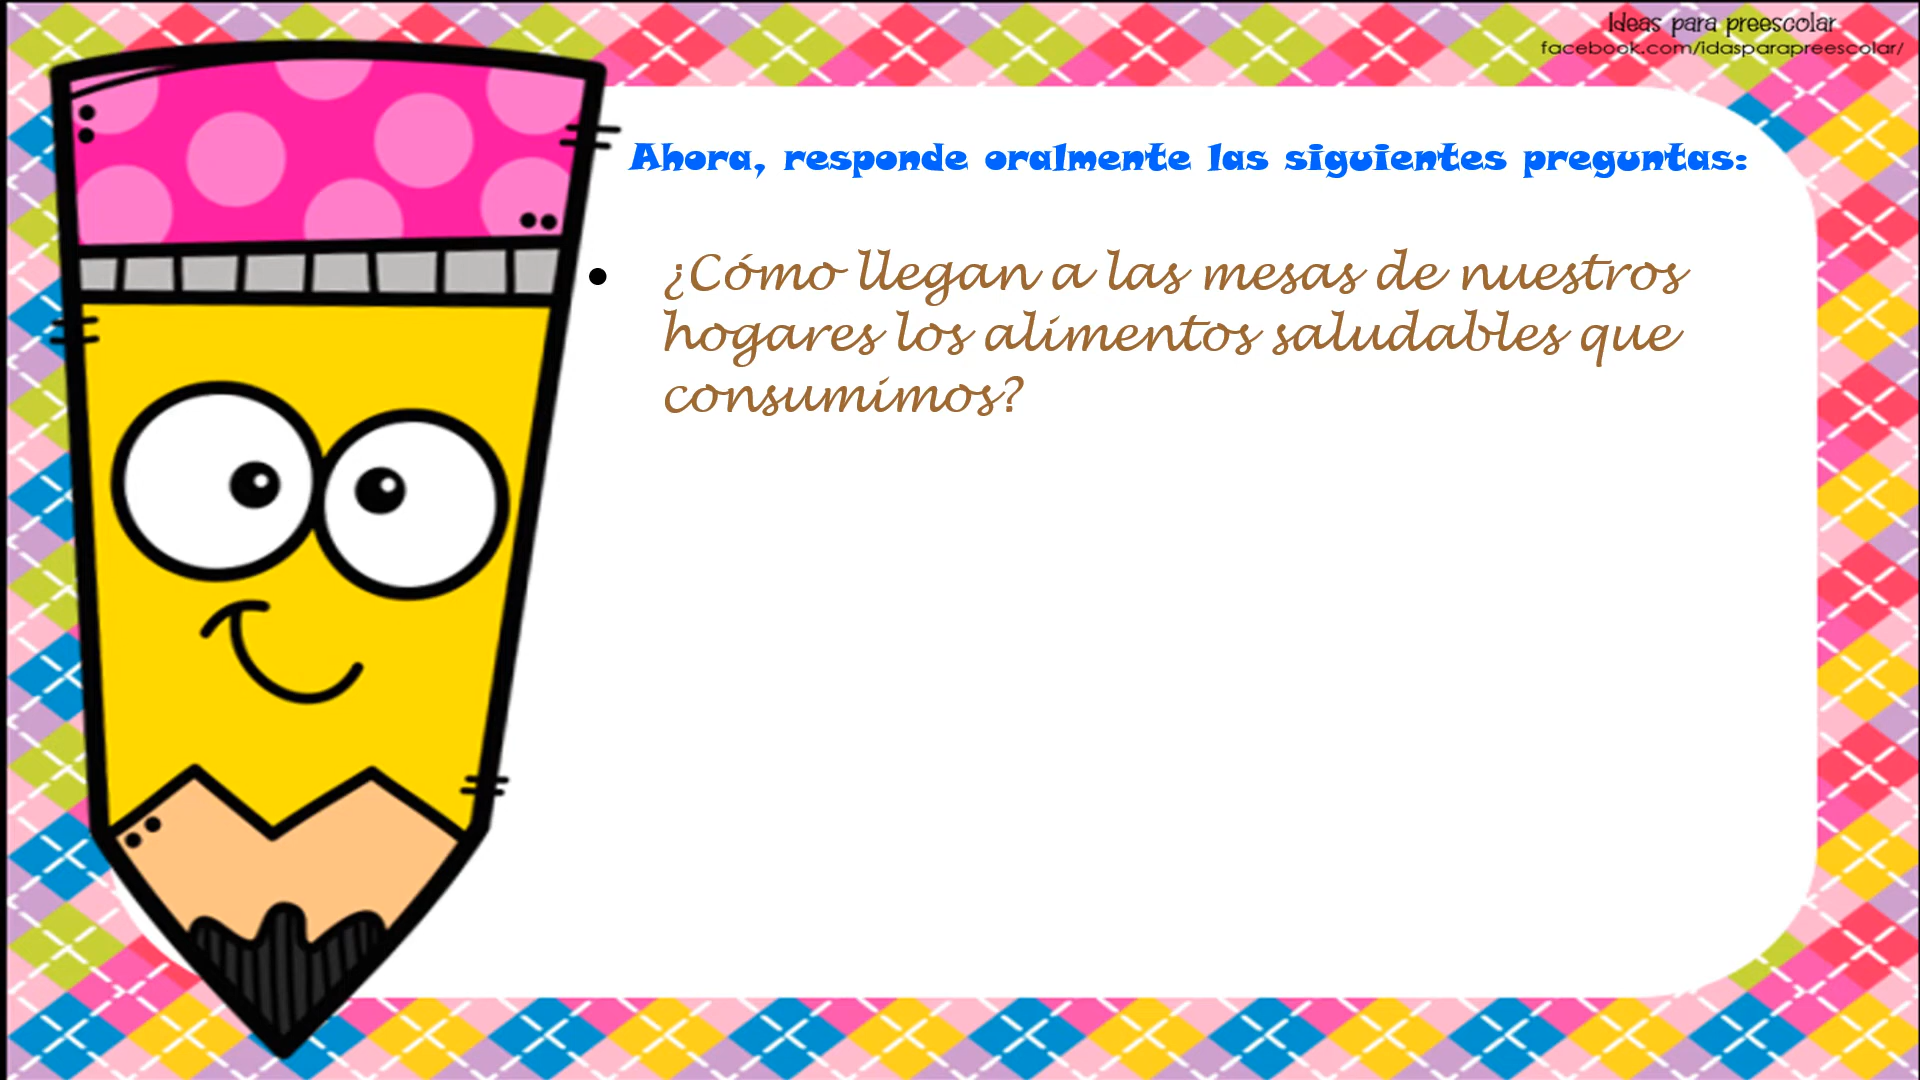 Ideas para preescolar
facebook.com/idasparapreescolar/
Ahora, responde oralmente las siguientes preguntas:
• ¿Cómo llegan a las mesas de nuestros
hogares los alimentos saludables que
consumimos?